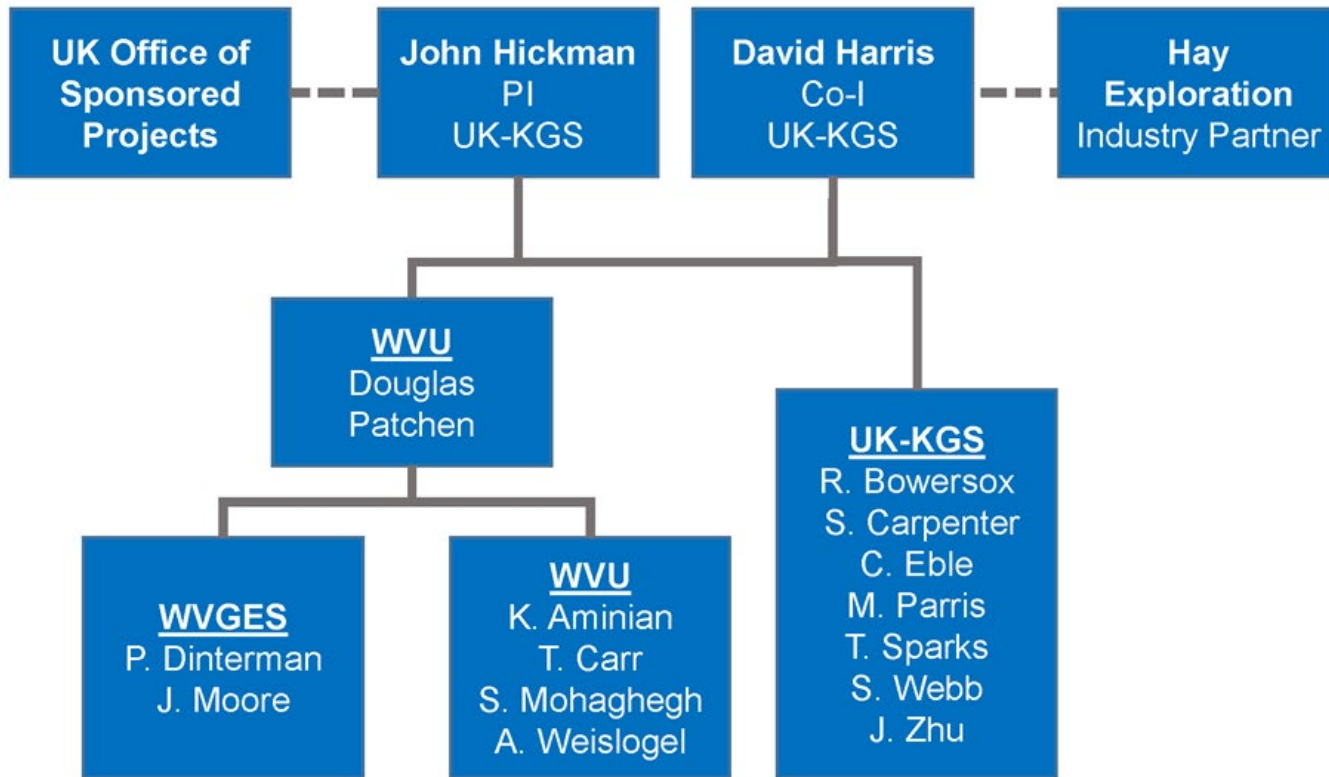 UK Office of
Sponsored
Projects
John Hickman
PI
UK-KGS
David Harris
Co-I
UK-KGS
Hay
Exploration
Industry Partner
WVU
Douglas
Patchen
UK-KGS
R. Bowersox
S. Carpenter
C. Eble
M. Parris
T. Sparks
S. Webb
J. Zhu
WVGES
P. Dinterman
J. Moore
WVU
K. Aminian
T. Carr
S. Mohaghegh
A. Weislogel